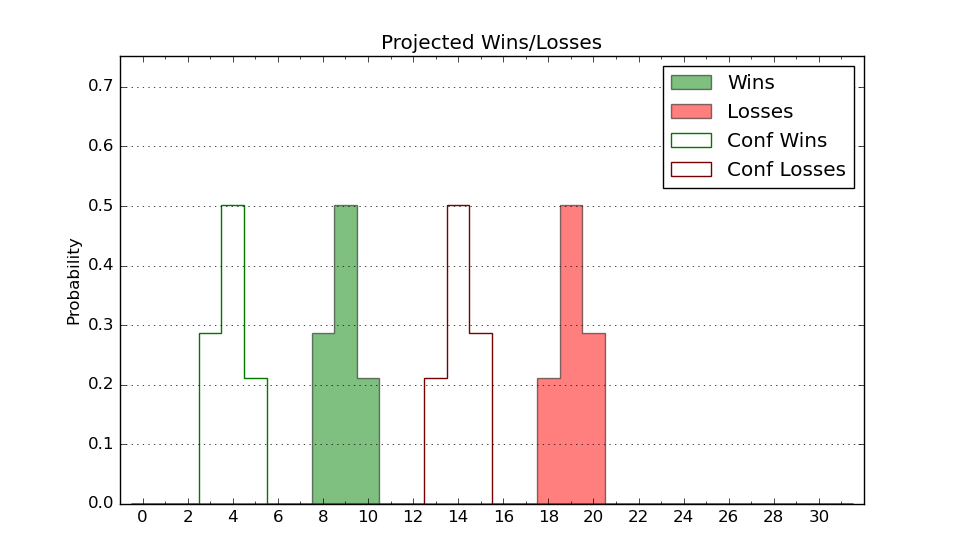 Projected Wins/Losses
Wins
Losses
Conf Wins
Conf Losses
Probability
0.7
0.6
0.5
0.4
0.3
0.2
0.1
0.0
0 2 4 6 8 10 12 14 16 18 20 22 24 26 28 30